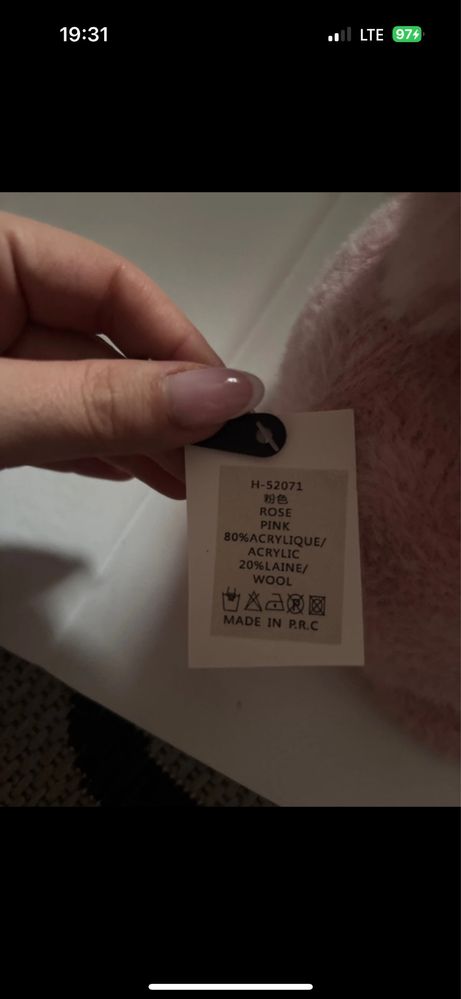 19:31
LTE
97
H-52071
粉色
ROSE
PINK
80%ACRYLIQUE/
ACRYLIC
20%LAINE/
WOOL
MADE IN P.R.C